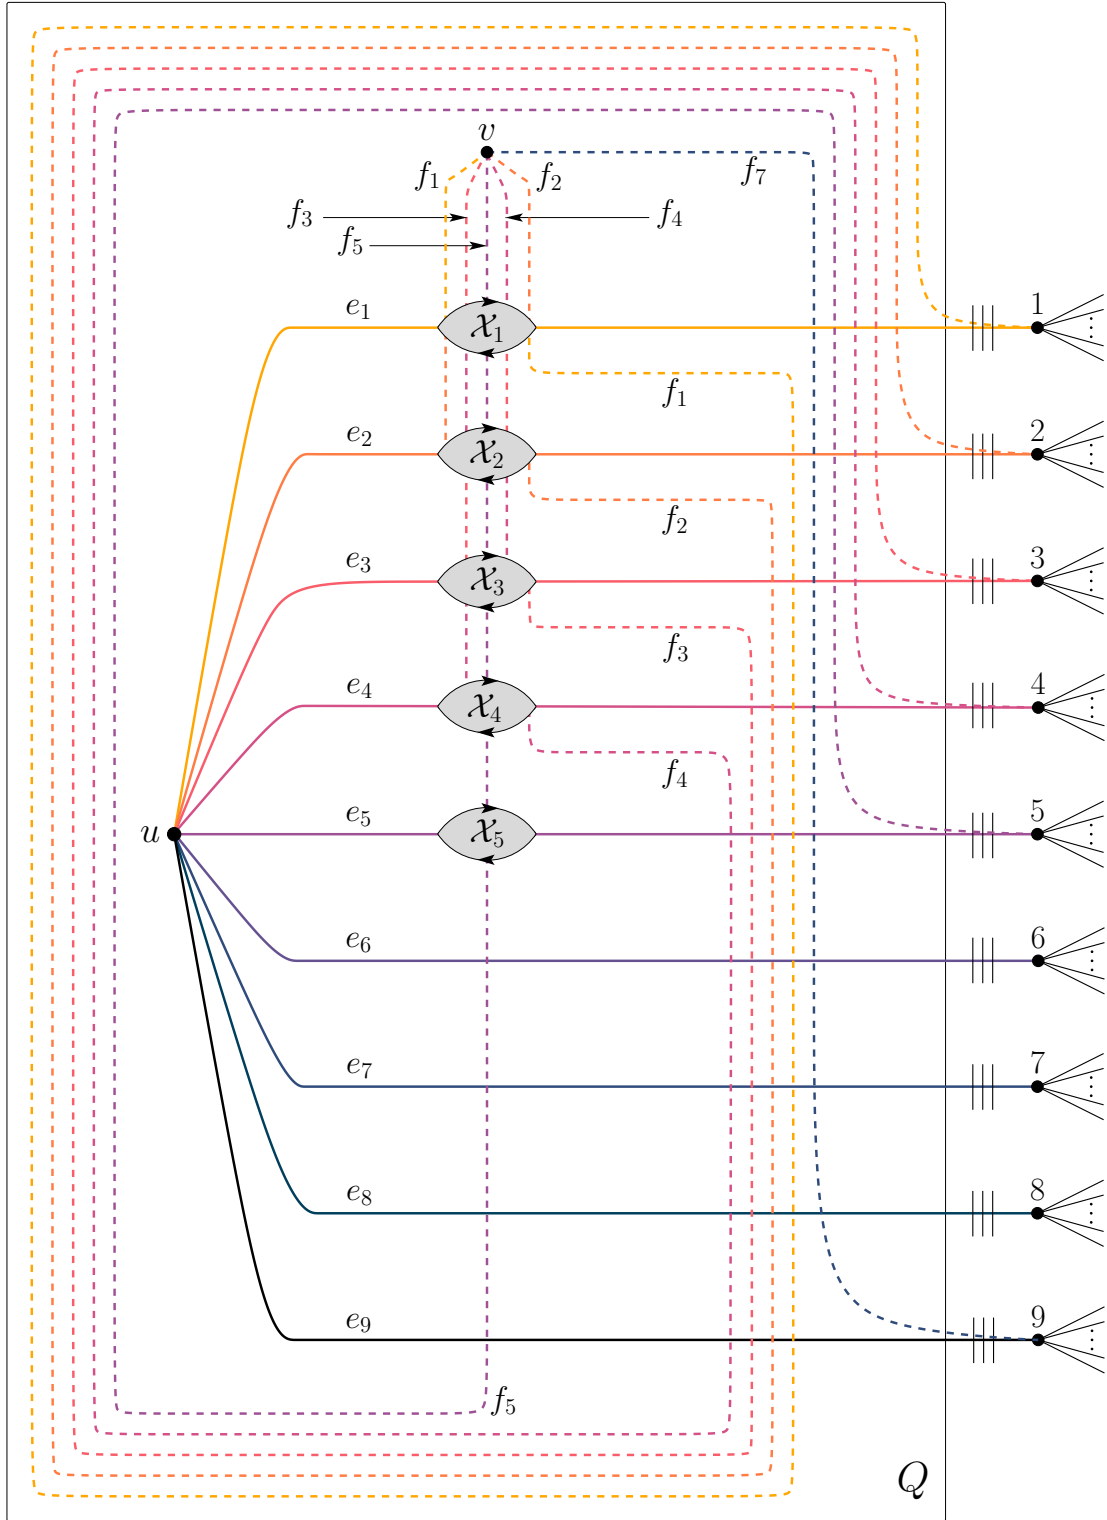 v
f₁ f₂ f₇
f₃ f₄
f₅
e₁ 𝒳₁ 1
f₁
e₂ 𝒳₂ 2
f₂
e₃ 𝒳₃ 3
f₃
e₄ 𝒳₄ 4
f₄
u e₅ 𝒳₅ 5
e₆ 6
e₇ 7
e₈ 8
e₉ 9
f₅
Q